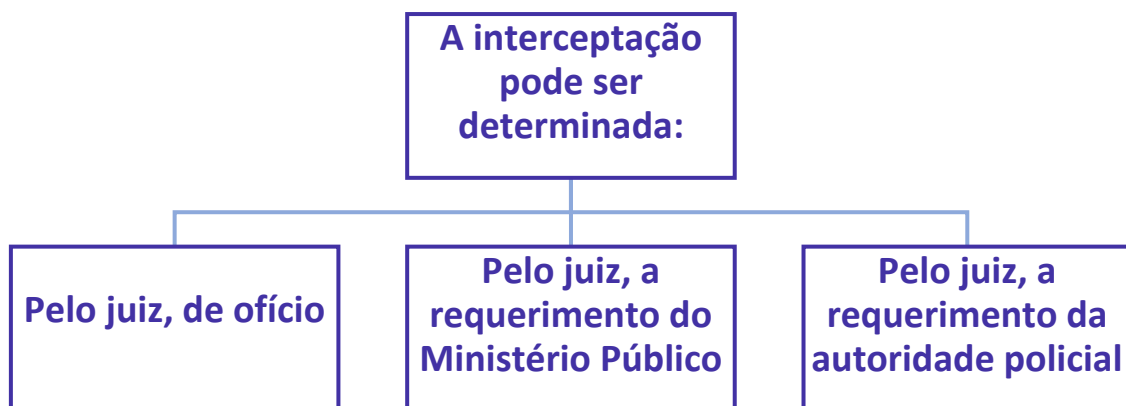 A interceptação
pode ser
determinada:
Pelo juiz, de ofício
Pelo juiz, a
requerimento do
Ministério Público
Pelo juiz, a
requerimento da
autoridade policial